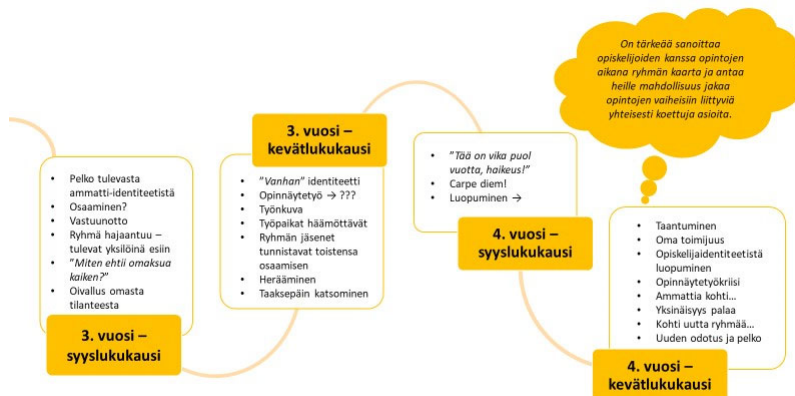 • Pelko tulevasta
ammatti-identiteetistä
• Osaaminen?
• Vastuunotto
• Ryhmä hajaantuu –
tulevat yksilöinä esiin
• "Miten ehtii omaksua
kaiken?"
• Oivallus omasta
tilanteesta
3. vuosi –
syyslukukausi
3. vuosi –
kevätlukukausi
• "Vanhan" identiteetti
• Opinnäytetyö → ???
• Työnkuva
• Työpaikat häämöttävät
• Ryhmän jäsenet
tunnistavat toistensa
osaamisen
• Herääminen
• Taaksepäin katsominen
• "Tää on vika puol
vuotta, haikeus!"
• Carpe diem!
• Luopuminen →
4. vuosi –
syyslukukausi
On tärkeää sanoittaa
opiskelijoiden kanssa opintojen
aikana ryhmän kaarta ja antaa
heille mahdollisuus jakaa
opintojen vaiheisiin liittyviä
yhteisesti koettuja asioita.
• Taantuminen
• Oma toimijuus
• Opiskelijaidentiteetistä
luopuminen
• Opinnäytetyökriisi
• Ammattia kohti…
• Yksinäisyys palaa
• Kohti uutta ryhmää…
• Uuden odotus ja pelko
4. vuosi –
kevätlukukausi